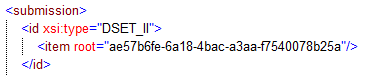 <submission>
<id xsi:type="DSET_II">
<item root="ae57b6fe-6a18-4bac-a3aa-f7540078b25a"/>
</id>